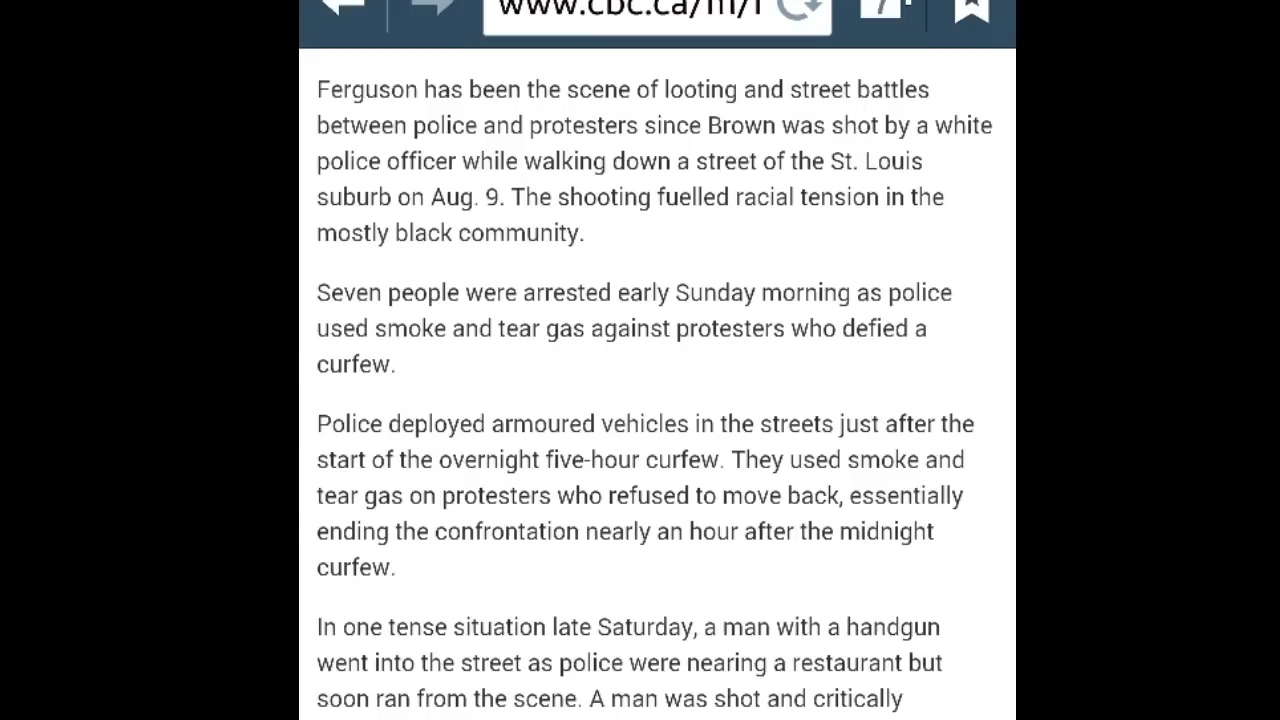 www.cbc.ca/m/
Ferguson has been the scene of looting and street battles
between police and protesters since Brown was shot by a white
police officer while walking down a street of the St. Louis
suburb on Aug. 9. The shooting fuelled racial tension in the
mostly black community.
Seven people were arrested early Sunday morning as police
used smoke and tear gas against protesters who defied a
curfew.
Police deployed armoured vehicles in the streets just after the
start of the overnight five-hour curfew. They used smoke and
tear gas on protesters who refused to move back, essentially
ending the confrontation nearly an hour after the midnight
curfew.
In one tense situation late Saturday, a man with a handgun
went into the street as police were nearing a restaurant but
soon ran from the scene. A man was shot and critically